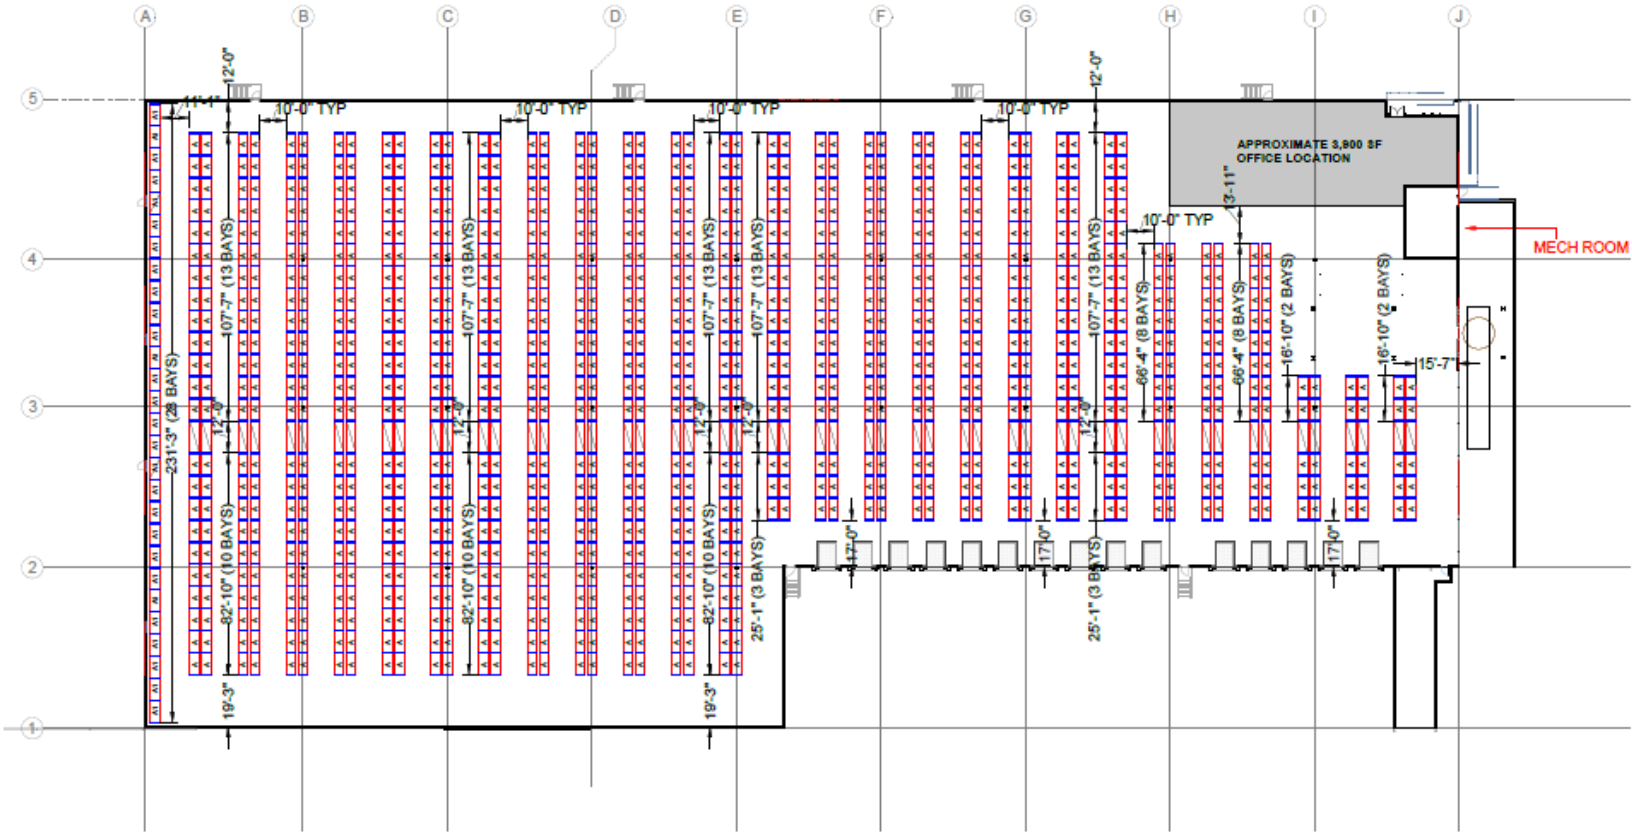 A B C D E F G H I J
12'-0" 12'-0"
5
11'-1" 10'-0" TYP 10'-0" TYP 10'-0" TYP 10'-0" TYP
APPROXIMATE 3,900 SF
OFFICE LOCATION
13'-11"
10'-0" TYP
MECH ROOM
4
107'-7" (13 BAYS) 107'-7" (13 BAYS) 107'-7" (13 BAYS) 107'-7" (13 BAYS) 107'-7" (13 BAYS)
66'-4" (8 BAYS) 66'-4" (8 BAYS) 16'-10" (2 BAYS) 16'-10" (2 BAYS)
15'-7"
3
231'-3" (28 BAYS)
12'-0" 12'-0" 12'-0" 12'-0" 12'-0"
82'-10" (10 BAYS) 82'-10" (10 BAYS) 82'-10" (10 BAYS)
25'-1" (3 BAYS) 25'-1" (3 BAYS)
17'-0" 17'-0" 17'-0"
2
19'-3" 19'-3"
1